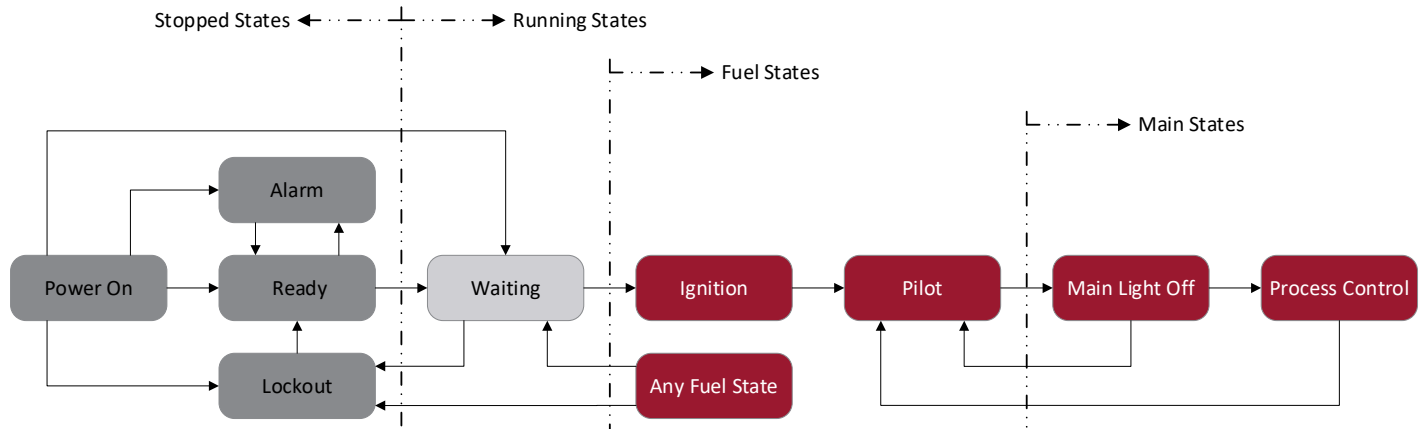 Stopped States
Running States
Fuel States
Main States
Alarm
Power On
Ready
Waiting
Ignition
Pilot
Main Light Off
Process Control
Lockout
Any Fuel State